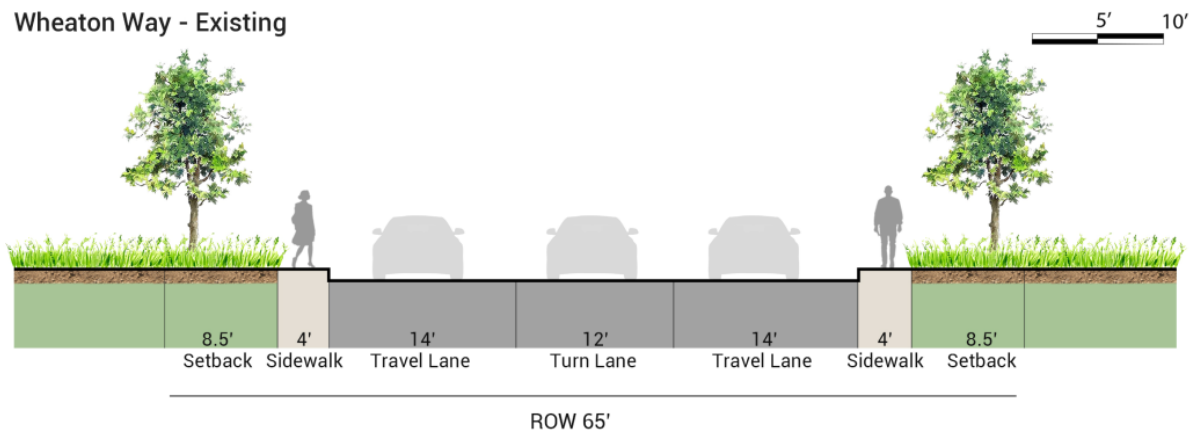 Wheaton Way - Existing
5' 10'
8.5' 4' 14' 12' 14' 4' 8.5'
Setback Sidewalk Travel Lane Turn Lane Travel Lane Sidewalk Setback
ROW 65'